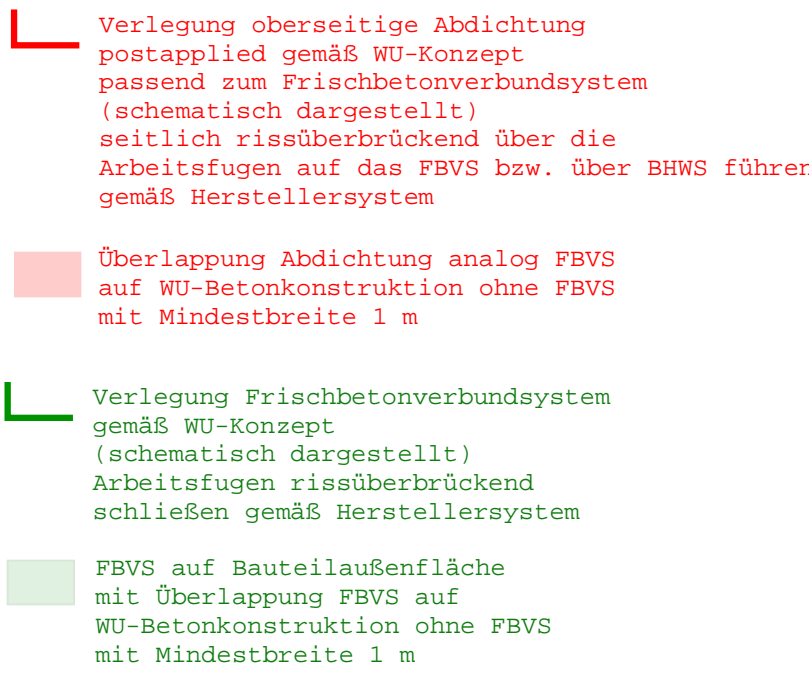 Verlegung oberseitige Abdichtung
postapplied gemäß WU-Konzept
passend zum Frischbetonverbundsystem
(schematisch dargestellt)
seitlich rissüberbrückend über die
Arbeitsfugen auf das FBVS bzw. über BHWS führen
gemäß Herstellersystem
Überlappung Abdichtung analog FBVS
auf WU-Betonkonstruktion ohne FBVS
mit Mindestbreite 1 m
Verlegung Frischbetonverbundsystem
gemäß WU-Konzept
(schematisch dargestellt)
Arbeitsfugen rissüberbrückend
schließen gemäß Herstellersystem
FBVS auf Bauteilaußenfläche
mit Überlappung FBVS auf
WU-Betonkonstruktion ohne FBVS
mit Mindestbreite 1 m